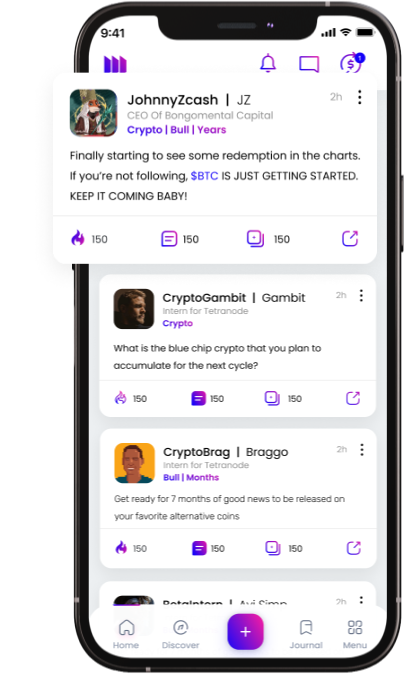 9:41
1
JohnnyZcash | JZ
2h
CEO Of Bongomental Capital
Crypto | Bull | Years
Finally starting to see some redemption in the charts.
If you're not following, $BTC IS JUST GETTING STARTED.
KEEP IT COMING BABY!
150 150 150
CryptoGambit | Gambit
2h
Intern for Tetranode
Crypto
What is the blue chip crypto that you plan to
accumulate for the next cycle?
150 150 150
CryptoBrag | Braggo
2h
Intern for Tetranode
Bull | Months
Get ready for 7 months of good news to be released on
your favorite alternative coins
150 150 150
2h
Home Discover Journal Menu